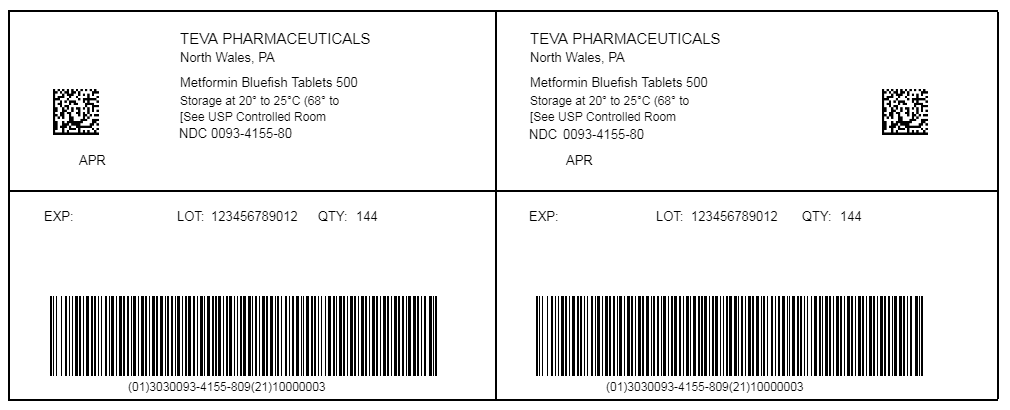 TEVA PHARMACEUTICALS
North Wales, PA
Metformin Bluefish Tablets 500
Storage at 20° to 25°C (68° to
[See USP Controlled Room
NDC 0093-4155-80
APR
EXP:
LOT: 123456789012 QTY: 144
(01)3030093-4155-809(21)10000003
TEVA PHARMACEUTICALS
North Wales, PA
Metformin Bluefish Tablets 500
Storage at 20° to 25°C (68° to
[See USP Controlled Room
NDC 0093-4155-80
APR
EXP:
LOT: 123456789012 QTY: 144
(01)3030093-4155-809(21)10000003